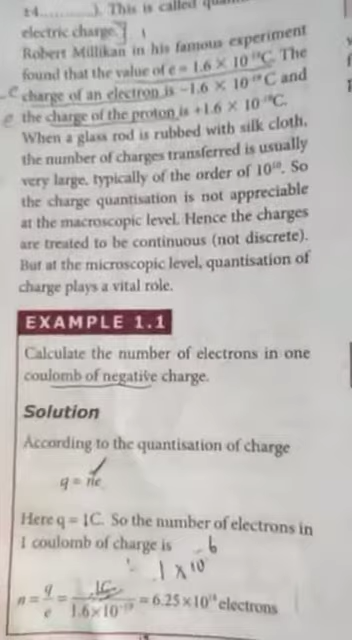 ±4.............). This is called
electric charge.
Robert Millikan in his famous experiment
found that the value of e = 1.6 × 10⁻¹⁹C. The
charge of an electron is −1.6 × 10⁻¹⁹ C and
the charge of the proton is +1.6 × 10⁻¹⁹C.
When a glass rod is rubbed with silk cloth,
the number of charges transferred is usually
very large, typically of the order of 10¹⁰. So
the charge quantisation is not appreciable
at the macroscopic level. Hence the charges
are treated to be continuous (not discrete).
But at the microscopic level, quantisation of
charge plays a vital role.
EXAMPLE 1.1
Calculate the number of electrons in one
coulomb of negative charge.
Solution
According to the quantisation of charge
q = ne
Here q = 1C. So the number of electrons in
1 coulomb of charge is
1 × 10⁻⁶
n = q/e = 1C/1.6×10⁻¹⁹ = 6.25×10¹⁸ electrons